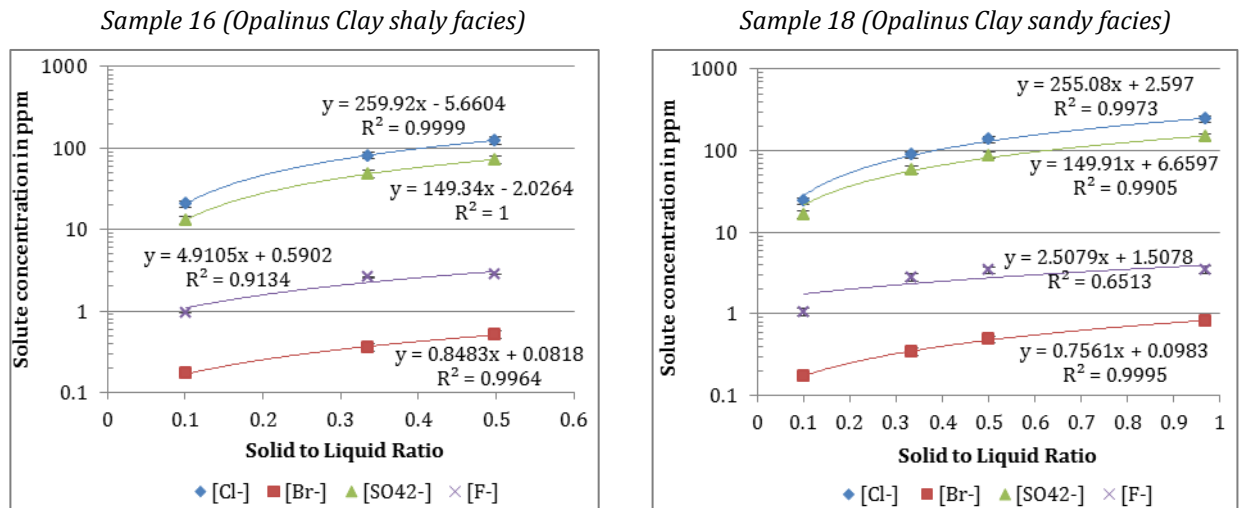 Sample 16 (Opalinus Clay shaly facies)
Solute concentration in ppm
1000
100
10
1
0.1
y = 259.92x - 5.6604
R² = 0.9999
y = 149.34x - 2.0264
R² = 1
y = 4.9105x + 0.5902
R² = 0.9134
y = 0.8483x + 0.0818
R² = 0.9964
0 0.1 0.2 0.3 0.4 0.5 0.6
Solid to Liquid Ratio
[Cl-] [Br-] [SO42-] [F-]
Sample 18 (Opalinus Clay sandy facies)
Solute concentration in ppm
1000
100
10
1
0.1
y = 255.08x + 2.597
R² = 0.9973
y = 149.91x + 6.6597
R² = 0.9905
y = 2.5079x + 1.5078
R² = 0.6513
y = 0.7561x + 0.0983
R² = 0.9995
0 0.1 0.2 0.3 0.4 0.5 0.6 0.7 0.8 0.9 1
Solid to Liquid Ratio
[Cl-] [Br-] [SO42-] [F-]